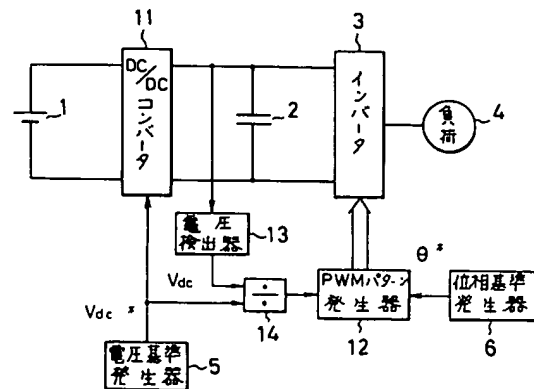 11
3
DC/DC
コンバータ
インバータ
1
2
負荷
4
電圧
検出器
13
Vdc
θ*
÷
14
PWMパターン
発生器
12
位相基準
発生器
6
Vdc*
電圧基準
発生器
5